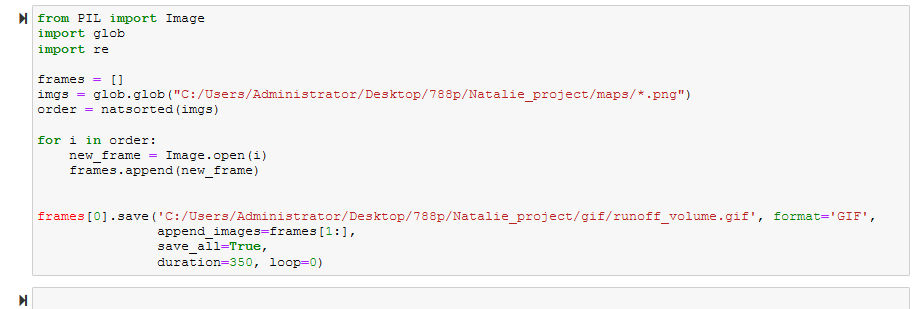 from PIL import Image
import glob
import re

frames = []
imgs = glob.glob("C:/Users/Administrator/Desktop/788p/Natalie_project/maps/*.png")
order = natsorted(imgs)

for i in order:
    new_frame = Image.open(i)
    frames.append(new_frame)


frames[0].save('C:/Users/Administrator/Desktop/788p/Natalie_project/gif/runoff_volume.gif', format='GIF',
               append_images=frames[1:],
               save_all=True,
               duration=350, loop=0)